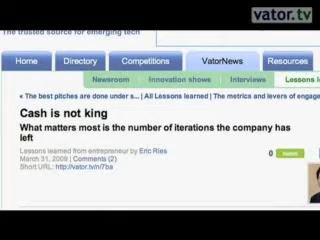 vator.tv
The trusted source for emerging tech
Home Directory Competitions VatorNews Resources
Newsroom Innovation shows Interviews Lessons l
« The best pitches are done under s... | All Lessons learned | The metrics and levers of engage
Cash is not king
What matters most is the number of iterations the company has
left
Lessons learned from entrepreneur by Eric Ries
March 31, 2009 | Comments (2)
Short URL: http://vator.tv/n/7ba
0